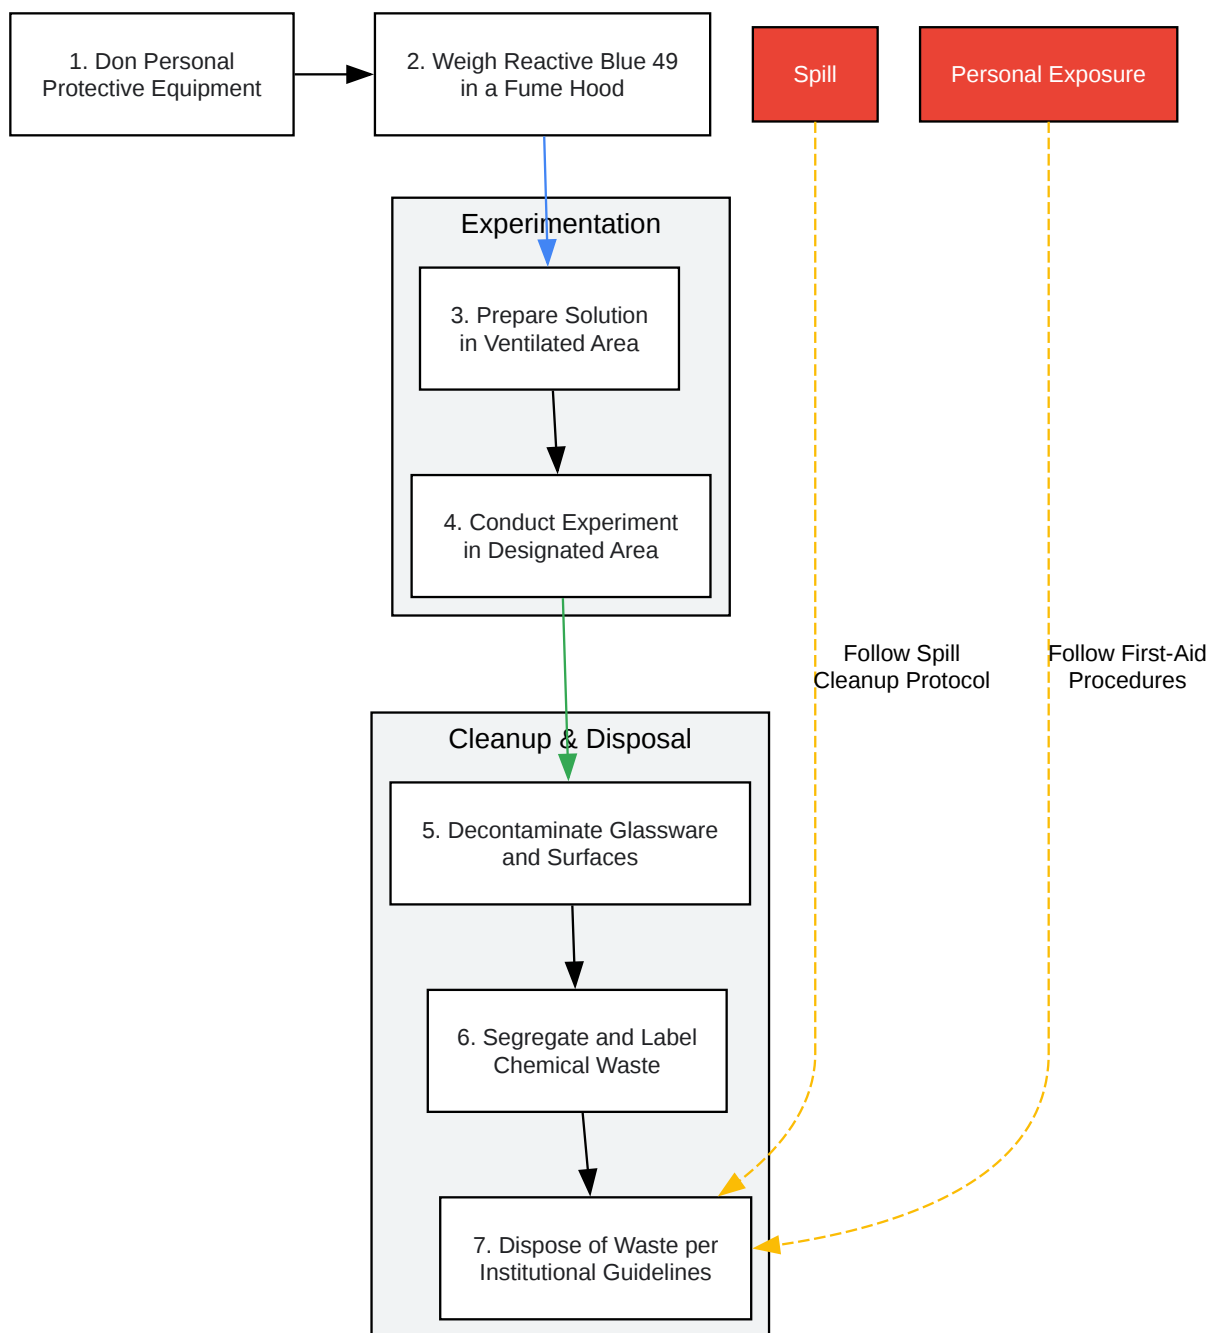 1. Don Personal
Protective Equipment
2. Weigh Reactive Blue 49
in a Fume Hood
Spill
Personal Exposure
Experimentation
3. Prepare Solution
in Ventilated Area
4. Conduct Experiment
in Designated Area
Follow Spill
Cleanup Protocol
Follow First-Aid
Procedures
Cleanup & Disposal
5. Decontaminate Glassware
and Surfaces
6. Segregate and Label
Chemical Waste
7. Dispose of Waste per
Institutional Guidelines